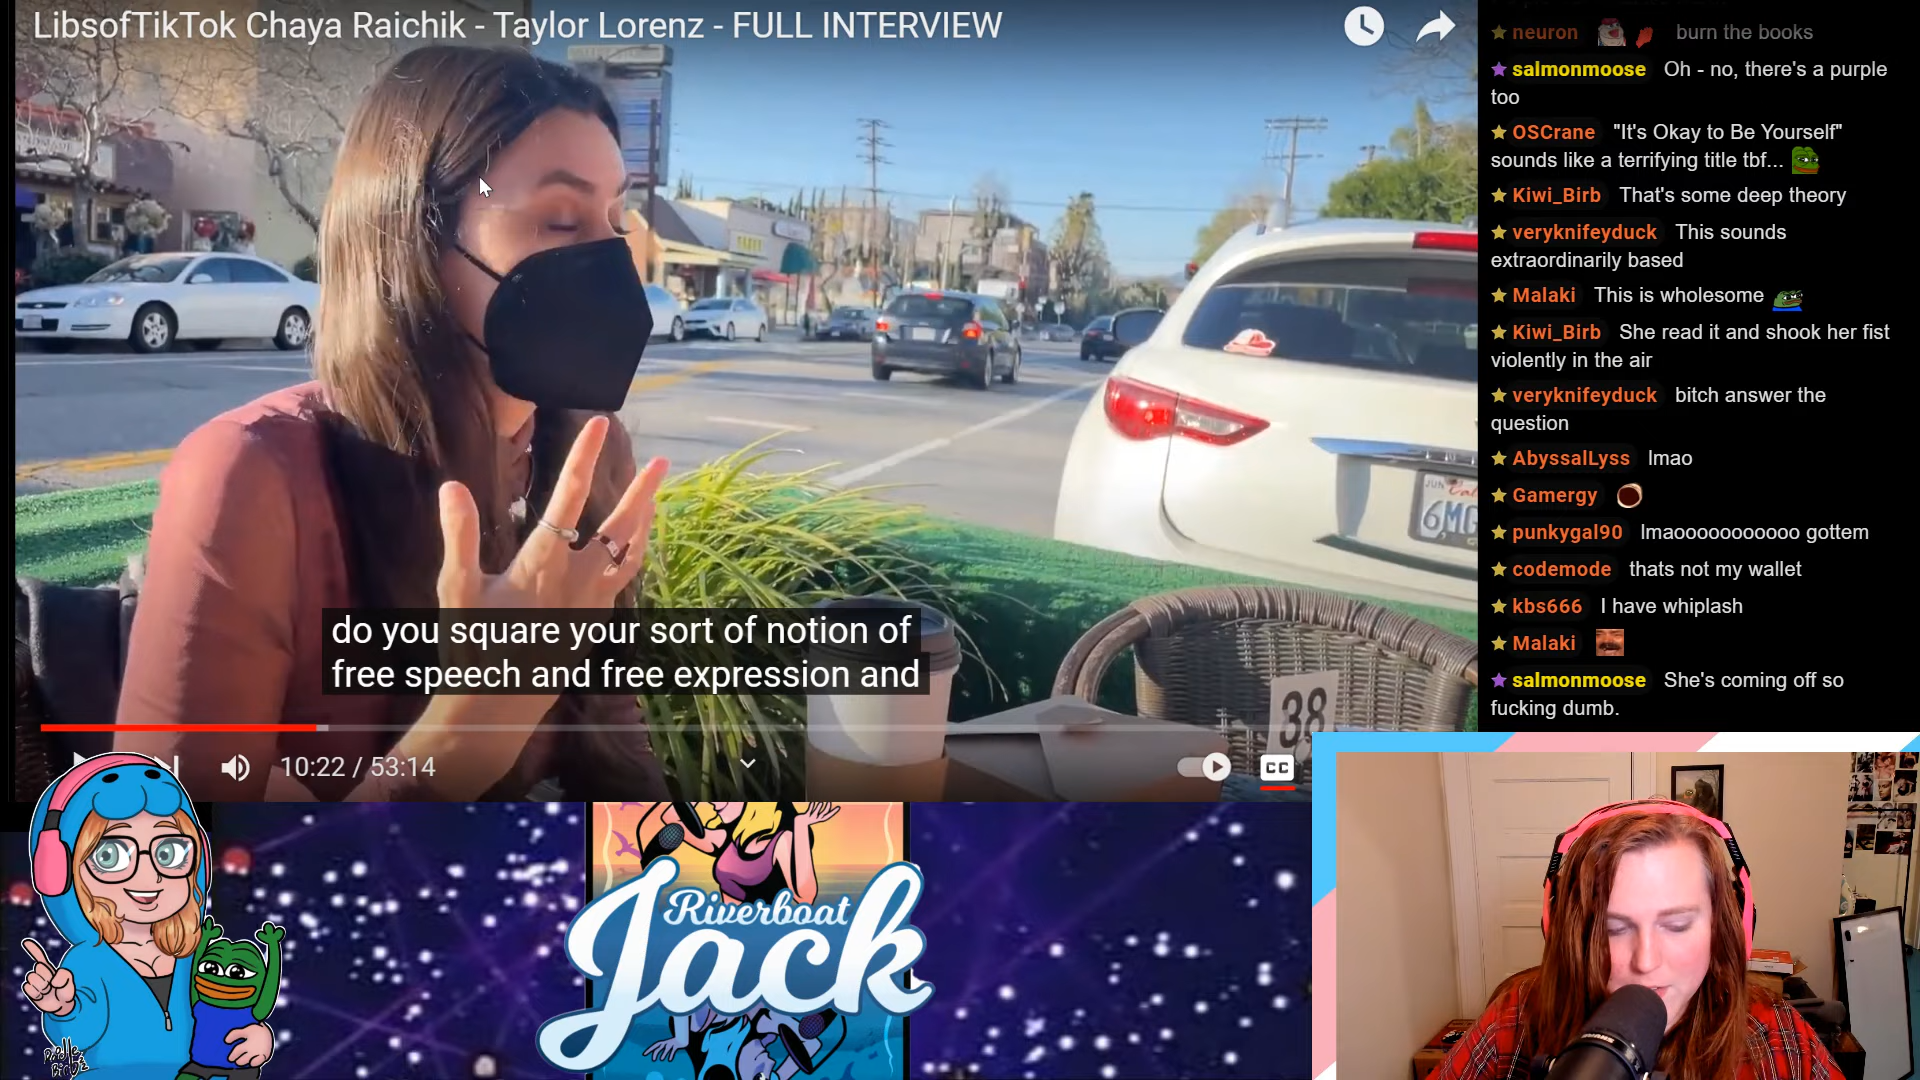 LibsofTikTok Chaya Raichik - Taylor Lorenz - FULL INTERVIEW
do you square your sort of notion of
free speech and free expression and
10:22 / 53:14
CC
38
JUN
6MG
neuron burn the books
salmonmoose Oh - no, there's a purple
too
OSCrane "It's Okay to Be Yourself"
sounds like a terrifying title tbf...
Kiwi_Birb That's some deep theory
veryknifeyduck This sounds
extraordinarily based
Malaki This is wholesome
Kiwi_Birb She read it and shook her fist
violently in the air
veryknifeyduck bitch answer the
question
AbyssalLyss lmao
Gamergy
punkygal90 lmaooooooooooo gottem
codemode thats not my wallet
kbs666 I have whiplash
Malaki
salmonmoose She's coming off so
fucking dumb.
Riverboat
Jack